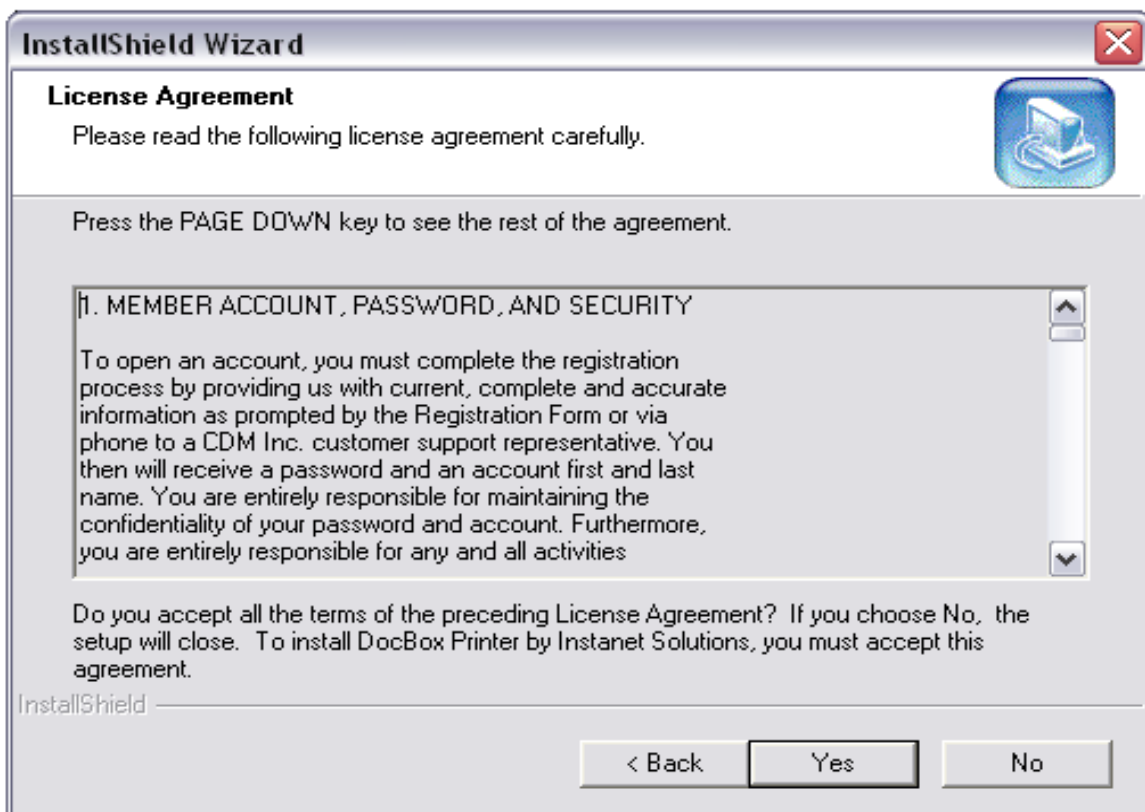 InstallShield Wizard
License Agreement
Please read the following license agreement carefully.
Press the PAGE DOWN key to see the rest of the agreement.
1. MEMBER ACCOUNT, PASSWORD, AND SECURITY
To open an account, you must complete the registration
process by providing us with current, complete and accurate
information as prompted by the Registration Form or via
phone to a CDM Inc. customer support representative. You
then will receive a password and an account first and last
name. You are entirely responsible for maintaining the
confidentiality of your password and account. Furthermore,
you are entirely responsible for any and all activities
Do you accept all the terms of the preceding License Agreement?  If you choose No,  the
setup will close.  To install DocBox Printer by Instanet Solutions, you must accept this
agreement.
InstallShield
< Back Yes No